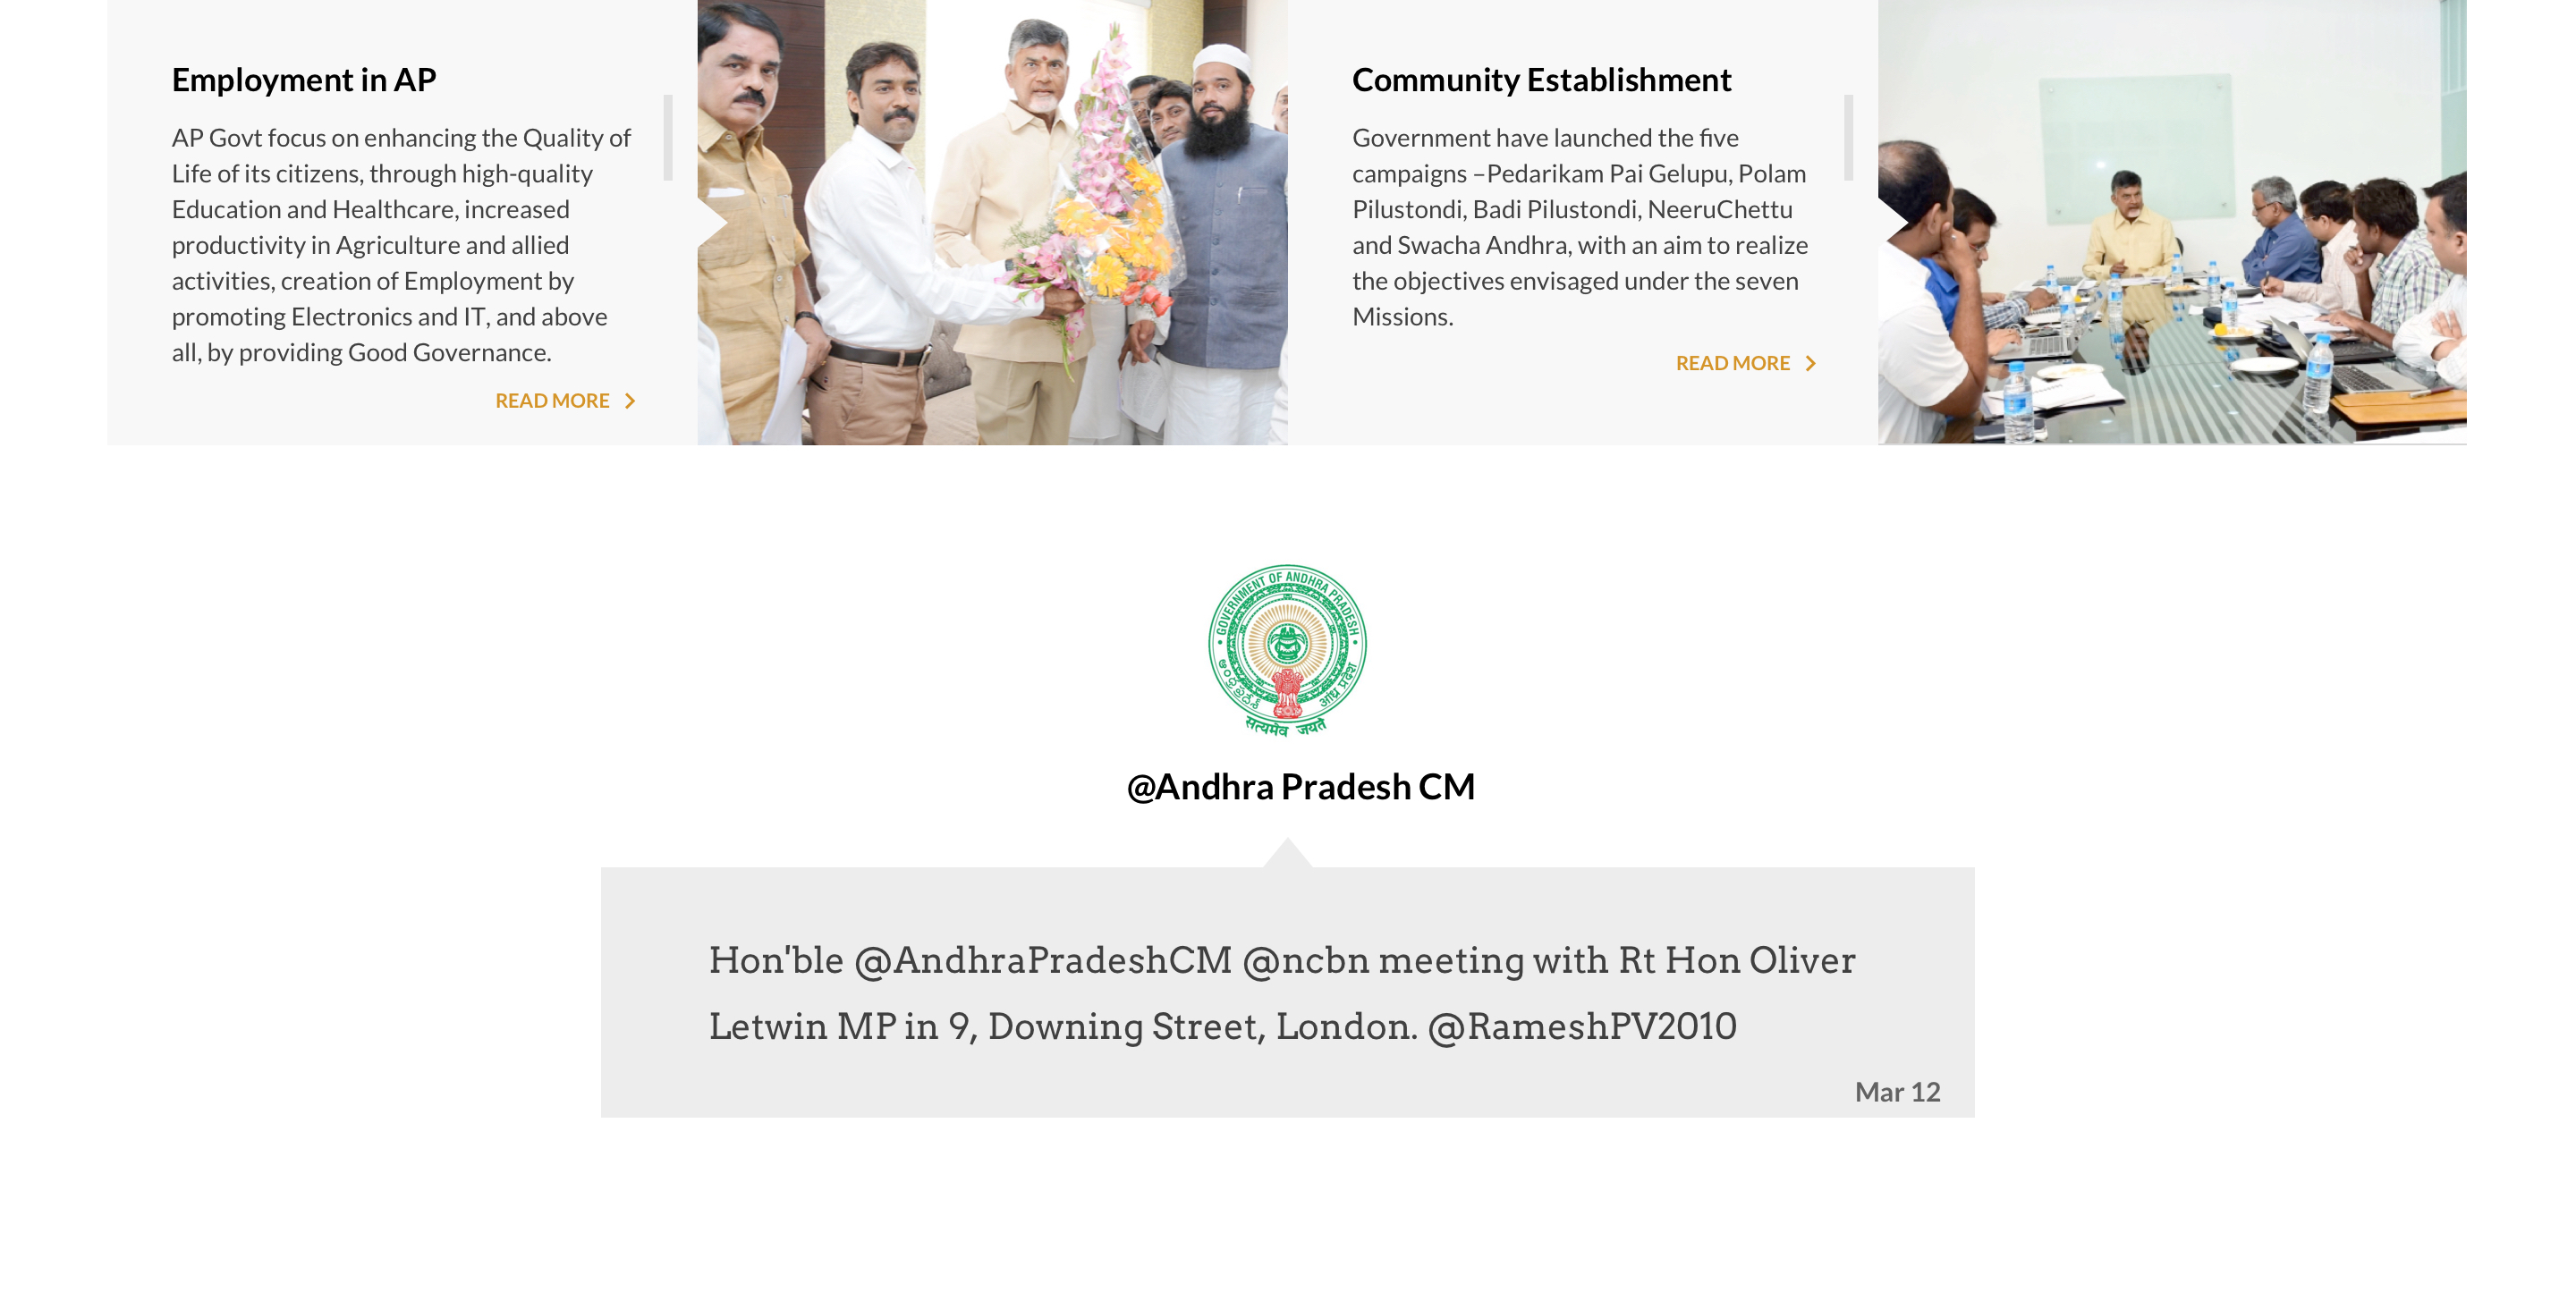 Employment in AP
AP Govt focus on enhancing the Quality of
Life of its citizens, through high-quality
Education and Healthcare, increased
productivity in Agriculture and allied
activities, creation of Employment by
promoting Electronics and IT, and above
all, by providing Good Governance.
READ MORE
Community Establishment
Government have launched the five
campaigns –Pedarikam Pai Gelupu, Polam
Pilustondi, Badi Pilustondi, NeeruChettu
and Swacha Andhra, with an aim to realize
the objectives envisaged under the seven
Missions.
READ MORE
GOVERNMENT OF ANDHRA PRADESH
ఆంధ్రప్రదేశ్
आंध्र प्रदेश
सत्यमेव जयते
@Andhra Pradesh CM
Hon'ble @AndhraPradeshCM @ncbn meeting with Rt Hon Oliver
Letwin MP in 9, Downing Street, London. @RameshPV2010
Mar 12